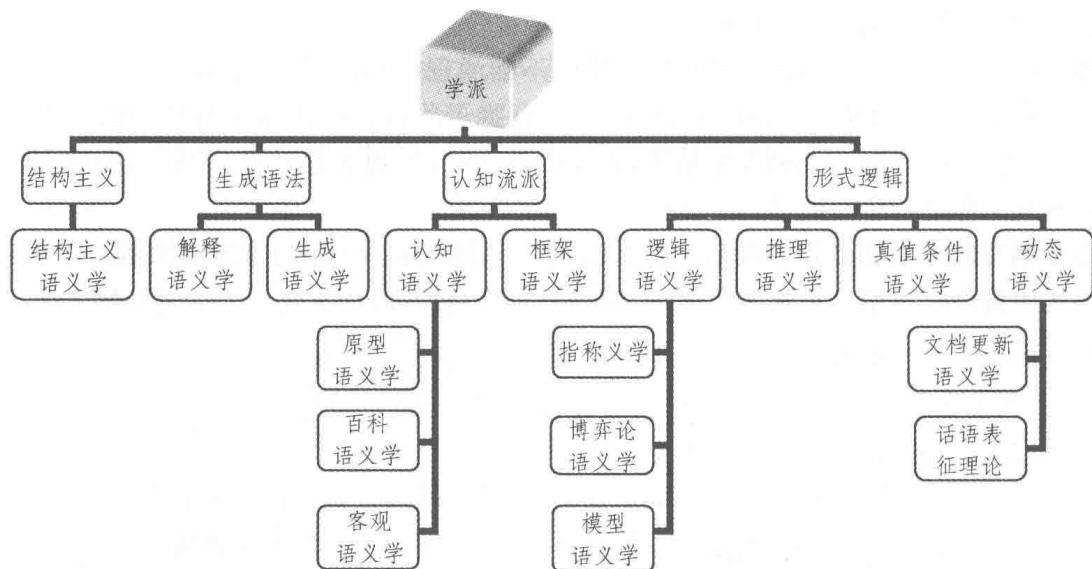 学派
结构主义
生成语法
认知流派
形式逻辑
结构主义
语义学
解释
语义学
生成
语义学
认知
语义学
框架
语义学
逻辑
语义学
推理
语义学
真值条件
语义学
动态
语义学
原型
语义学
指称义学
文档更新
语义学
百科
语义学
博弈论
语义学
话语表
征理论
客观
语义学
模型
语义学